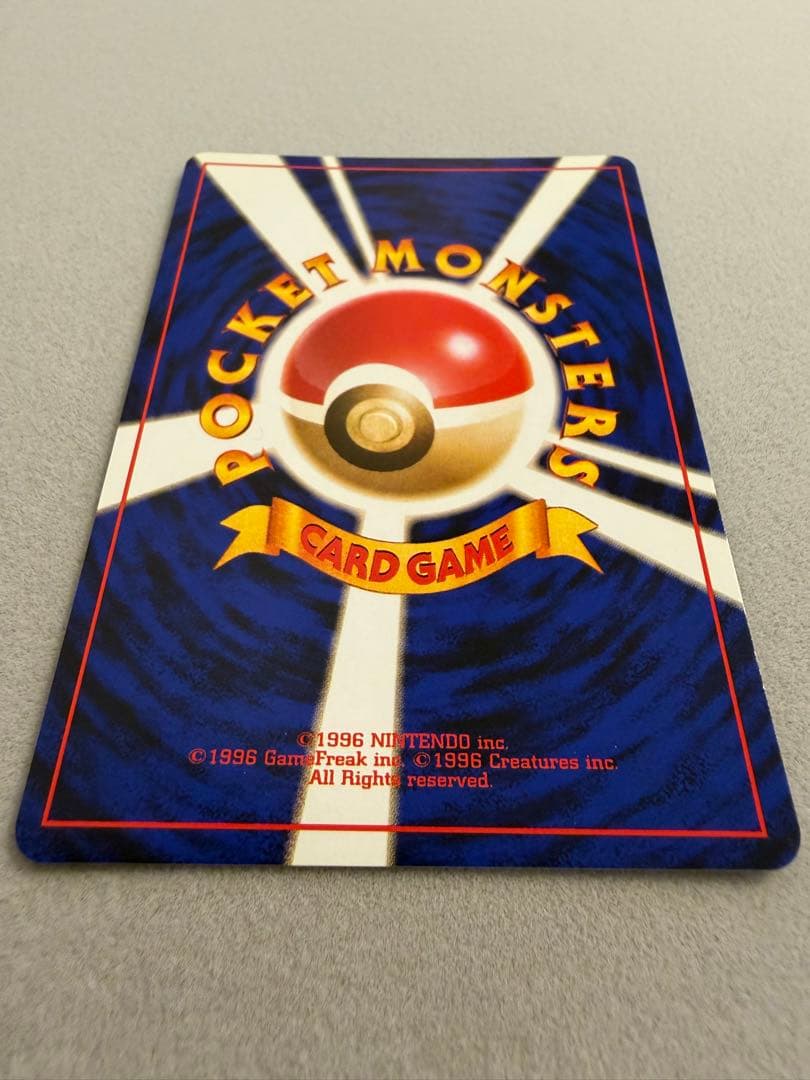 POCKET MONSTERS
CARD GAME
©1996 NINTENDO inc.
©1996 GameFreak inc. ©1996 Creatures inc.
All Rights reserved.